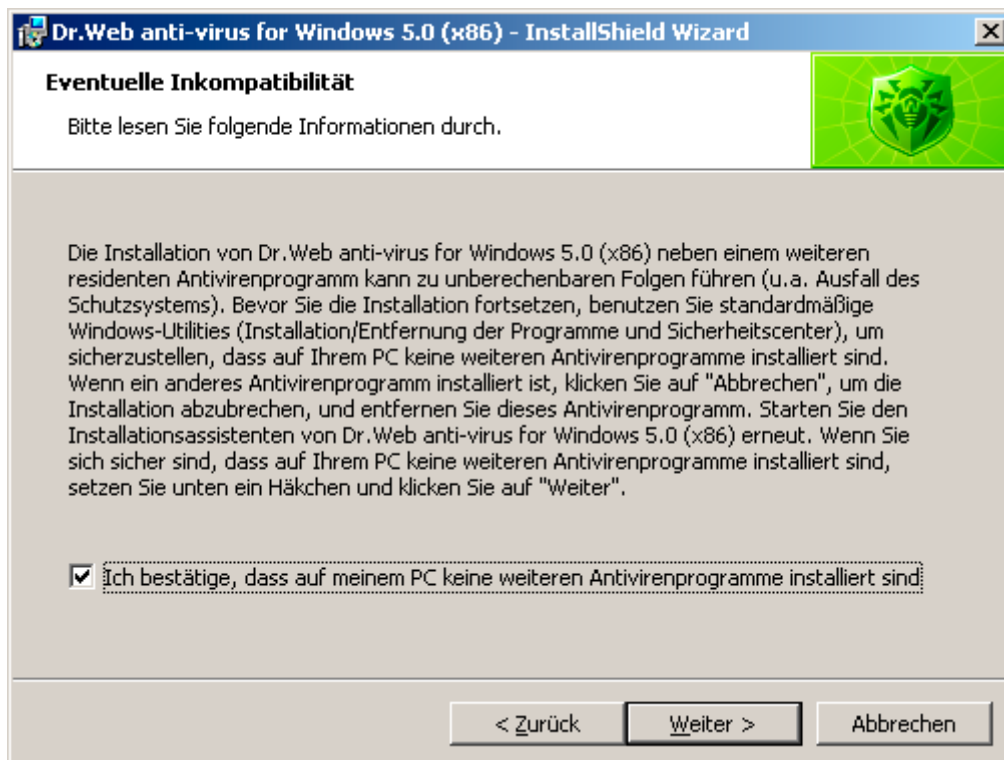 Dr.Web anti-virus for Windows 5.0 (x86) - InstallShield Wizard
Eventuelle Inkompatibilität
Bitte lesen Sie folgende Informationen durch.
Die Installation von Dr.Web anti-virus for Windows 5.0 (x86) neben einem weiteren
residenten Antivirenprogramm kann zu unberechenbaren Folgen führen (u.a. Ausfall des
Schutzsystems). Bevor Sie die Installation fortsetzen, benutzen Sie standardmäßige
Windows-Utilities (Installation/Entfernung der Programme und Sicherheitscenter), um
sicherzustellen, dass auf Ihrem PC keine weiteren Antivirenprogramme installiert sind.
Wenn ein anderes Antivirenprogramm installiert ist, klicken Sie auf "Abbrechen", um die
Installation abzubrechen, und entfernen Sie dieses Antivirenprogramm. Starten Sie den
Installationsassistenten von Dr.Web anti-virus for Windows 5.0 (x86) erneut. Wenn Sie
sich sicher sind, dass auf Ihrem PC keine weiteren Antivirenprogramme installiert sind,
setzen Sie unten ein Häkchen und klicken Sie auf "Weiter".
Ich bestätige, dass auf meinem PC keine weiteren Antivirenprogramme installiert sind
< Zurück
Weiter >
Abbrechen